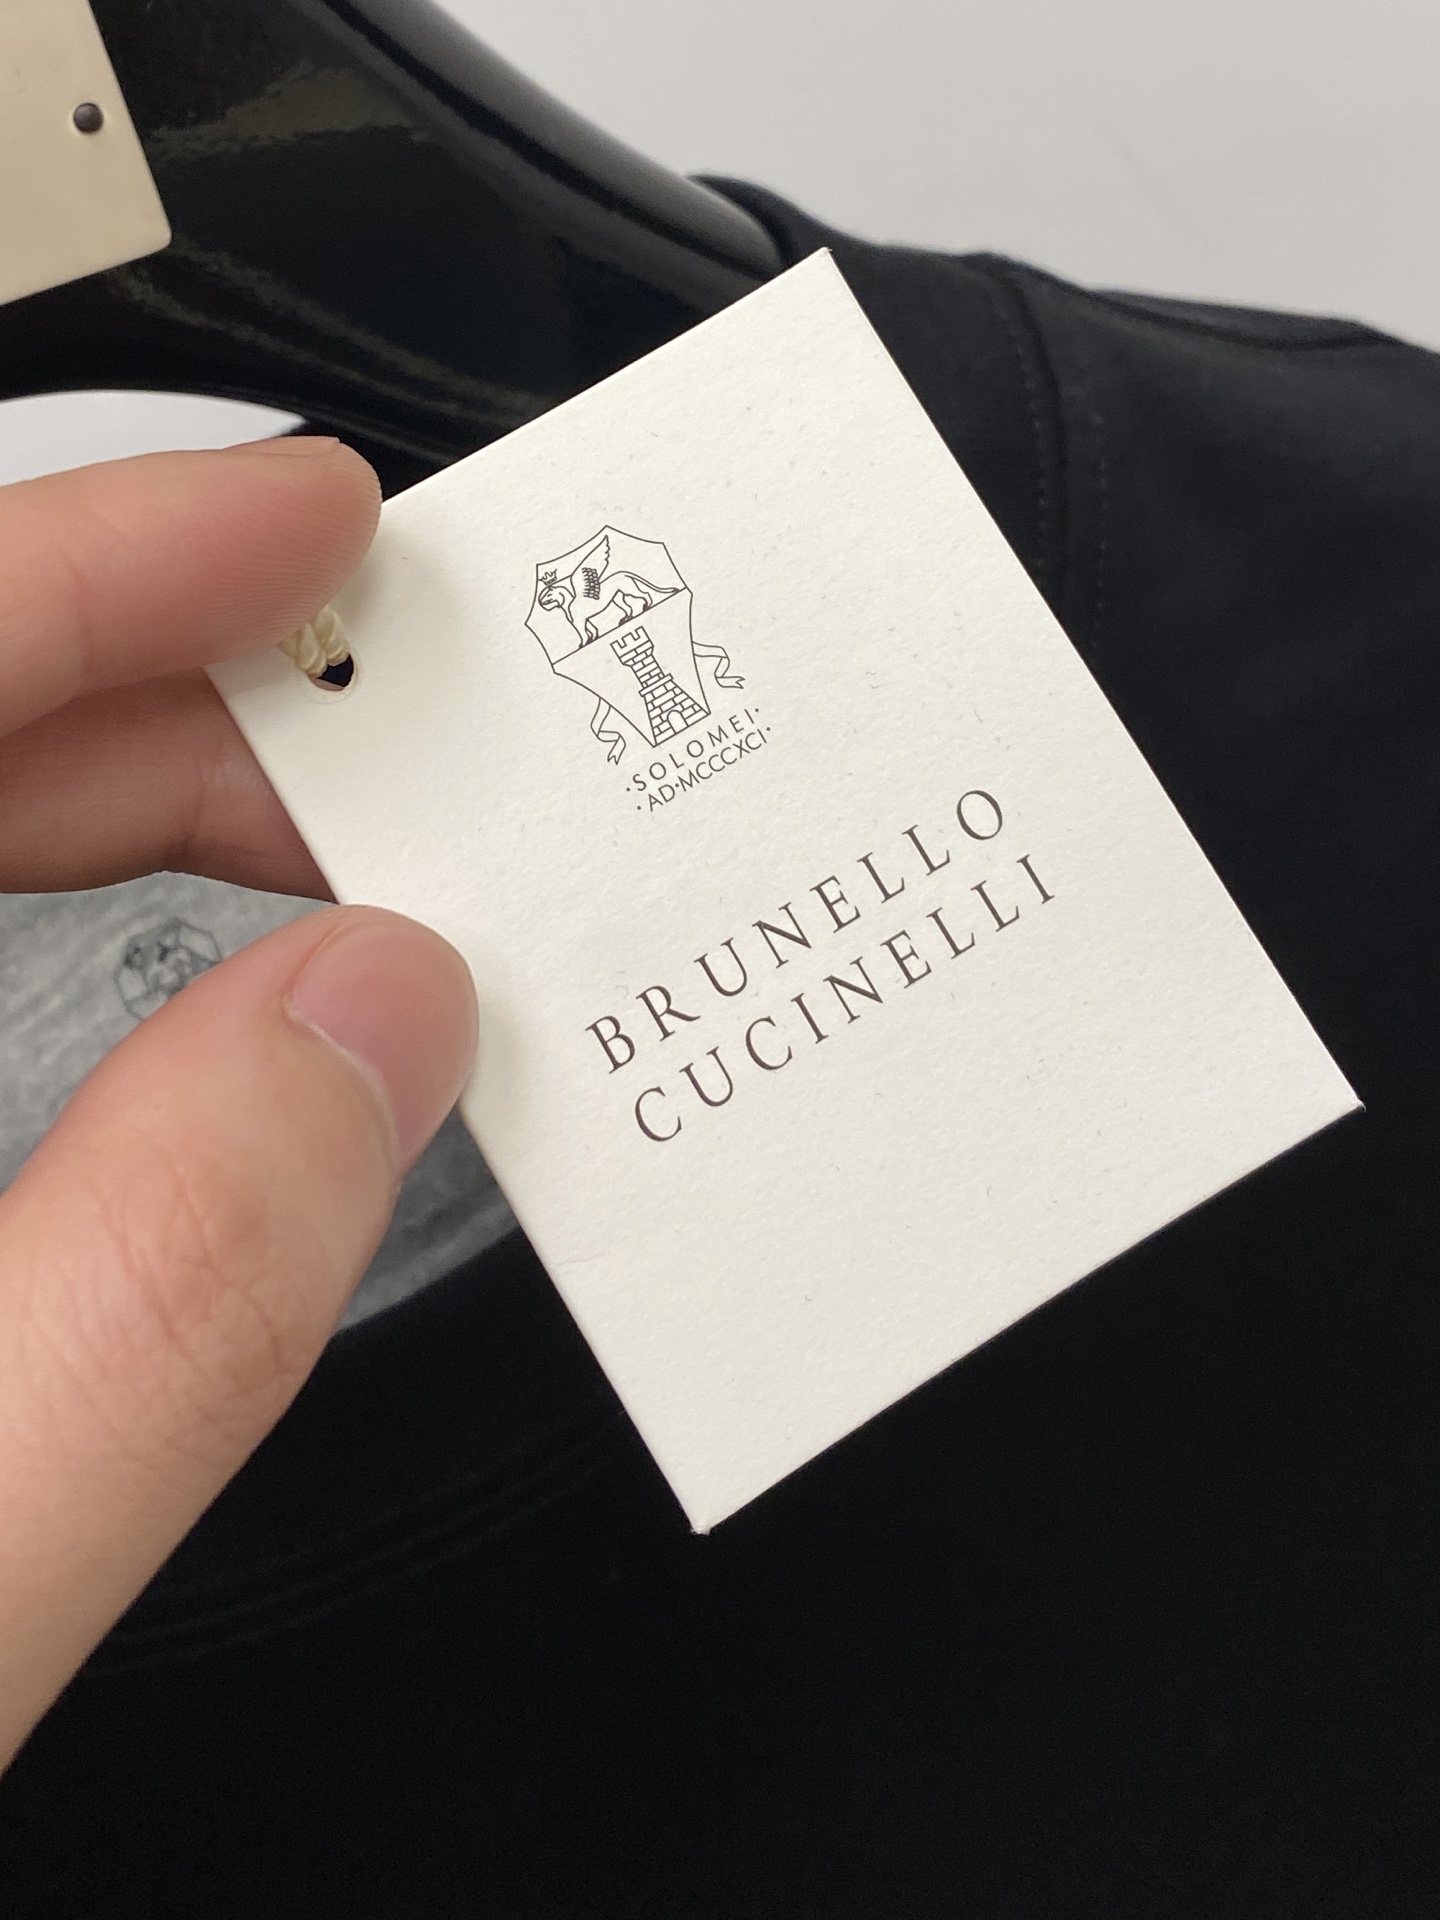 ·SOLOMEI·
·AD·MCCCXCI·
BRUNELLO
CUCINELLI